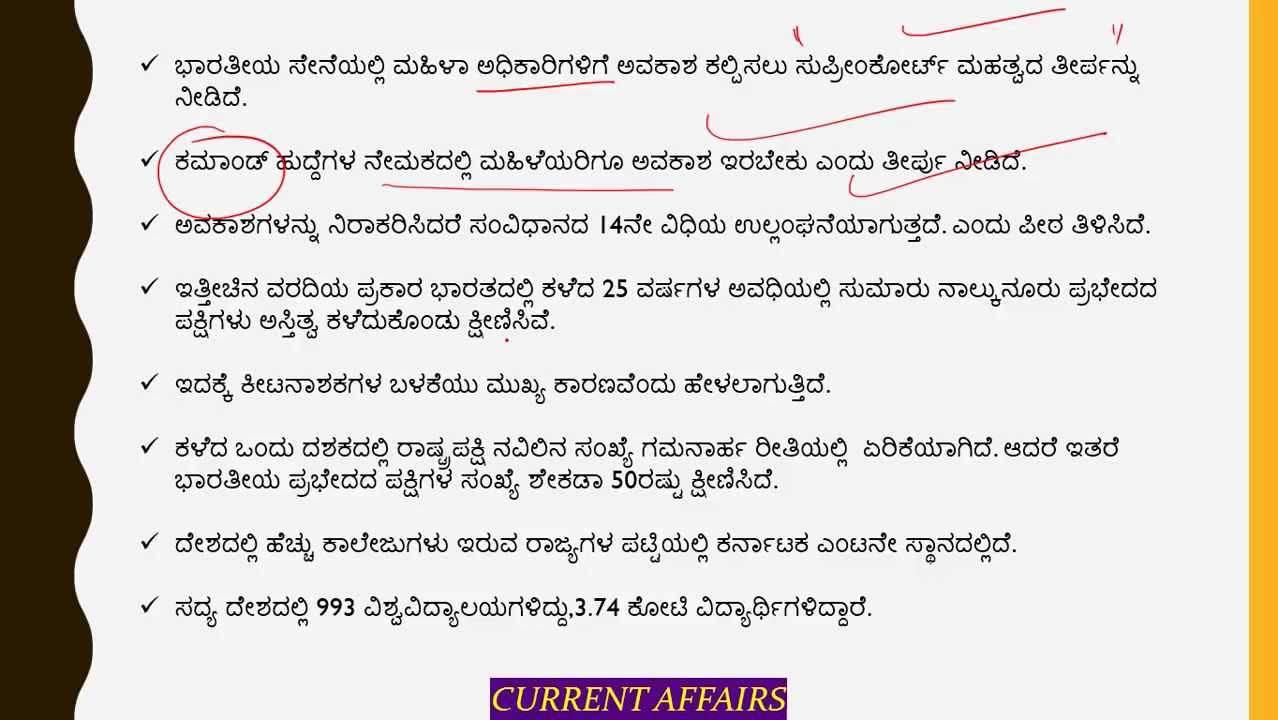 ✓ ಭಾರತೀಯ ಸೇನೆಯಲ್ಲಿ ಮಹಿಳಾ ಅಧಿಕಾರಿಗಳಿಗೆ ಅವಕಾಶ ಕಲ್ಪಿಸಲು ಸುಪ್ರೀಂಕೋರ್ಟ್ ಮಹತ್ವದ ತೀರ್ಪನ್ನು
ನೀಡಿದೆ.
✓ ಕಮಾಂಡ್ ಹುದ್ದೆಗಳ ನೇಮಕದಲ್ಲಿ ಮಹಿಳೆಯರಿಗೂ ಅವಕಾಶ ಇರಬೇಕು ಎಂದು ತೀರ್ಪು ನೀಡಿದೆ.
✓ ಅವಕಾಶಗಳನ್ನು ನಿರಾಕರಿಸಿದರೆ ಸಂವಿಧಾನದ 14ನೇ ವಿಧಿಯ ಉಲ್ಲಂಘನೆಯಾಗುತ್ತದೆ. ಎಂದು ಪೀಠ ತಿಳಿಸಿದೆ.
✓ ಇತ್ತೀಚಿನ ವರದಿಯ ಪ್ರಕಾರ ಭಾರತದಲ್ಲಿ ಕಳೆದ 25 ವರ್ಷಗಳ ಅವಧಿಯಲ್ಲಿ ಸುಮಾರು ನಾಲ್ಕುನೂರು ಪ್ರಭೇದದ
ಪಕ್ಷಿಗಳು ಅಸ್ತಿತ್ವ ಕಳೆದುಕೊಂಡು ಕ್ಷೀಣಿಸಿವೆ.
✓ ಇದಕ್ಕೆ ಕೀಟನಾಶಕಗಳ ಬಳಕೆಯು ಮುಖ್ಯ ಕಾರಣವೆಂದು ಹೇಳಲಾಗುತ್ತಿದೆ.
✓ ಕಳೆದ ಒಂದು ದಶಕದಲ್ಲಿ ರಾಷ್ಟ್ರಪಕ್ಷಿ ನವಿಲಿನ ಸಂಖ್ಯೆ ಗಮನಾರ್ಹ ರೀತಿಯಲ್ಲಿ ಏರಿಕೆಯಾಗಿದೆ. ಆದರೆ ಇತರೆ
ಭಾರತೀಯ ಪ್ರಭೇದದ ಪಕ್ಷಿಗಳ ಸಂಖ್ಯೆ ಶೇಕಡಾ 50ರಷ್ಟು ಕ್ಷೀಣಿಸಿದೆ.
✓ ದೇಶದಲ್ಲಿ ಹೆಚ್ಚು ಕಾಲೇಜುಗಳು ಇರುವ ರಾಜ್ಯಗಳ ಪಟ್ಟಿಯಲ್ಲಿ ಕರ್ನಾಟಕ ಎಂಟನೇ ಸ್ಥಾನದಲ್ಲಿದೆ.
✓ ಸದ್ಯ ದೇಶದಲ್ಲಿ 993 ವಿಶ್ವವಿದ್ಯಾಲಯಗಳಿದ್ದು,3.74 ಕೋಟಿ ವಿದ್ಯಾರ್ಥಿಗಳಿದ್ದಾರೆ.
CURRENT AFFAIRS